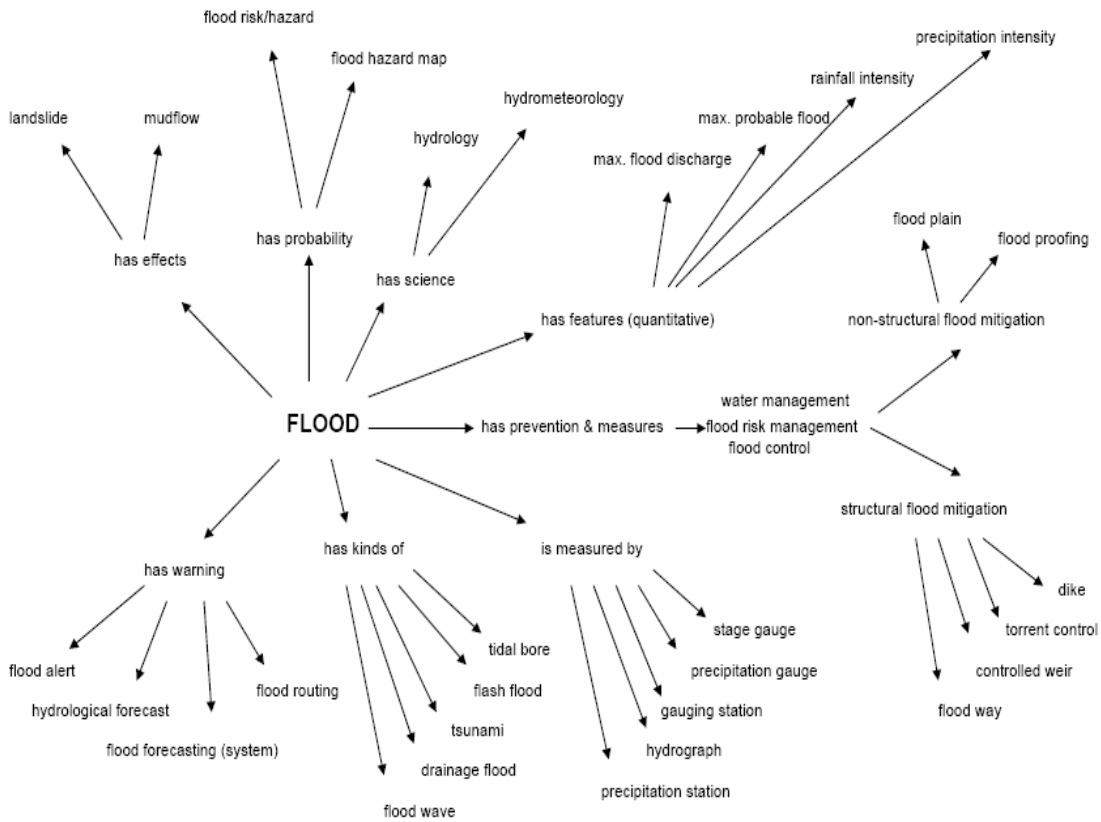 flood risk/hazard
flood hazard map
precipitation intensity
rainfall intensity
hydrometeorology
landslide
mudflow
max. probable flood
hydrology
max. flood discharge
flood plain
flood proofing
has probability
has effects
has science
has features (quantitative)
non-structural flood mitigation
water management
FLOOD
has prevention & measures
flood risk management
flood control
structural flood mitigation
has kinds of
is measured by
has warning
dike
stage gauge
torrent control
tidal bore
flood alert
precipitation gauge
controlled weir
flood routing
flash flood
hydrological forecast
gauging station
flood way
tsunami
flood forecasting (system)
hydrograph
drainage flood
precipitation station
flood wave